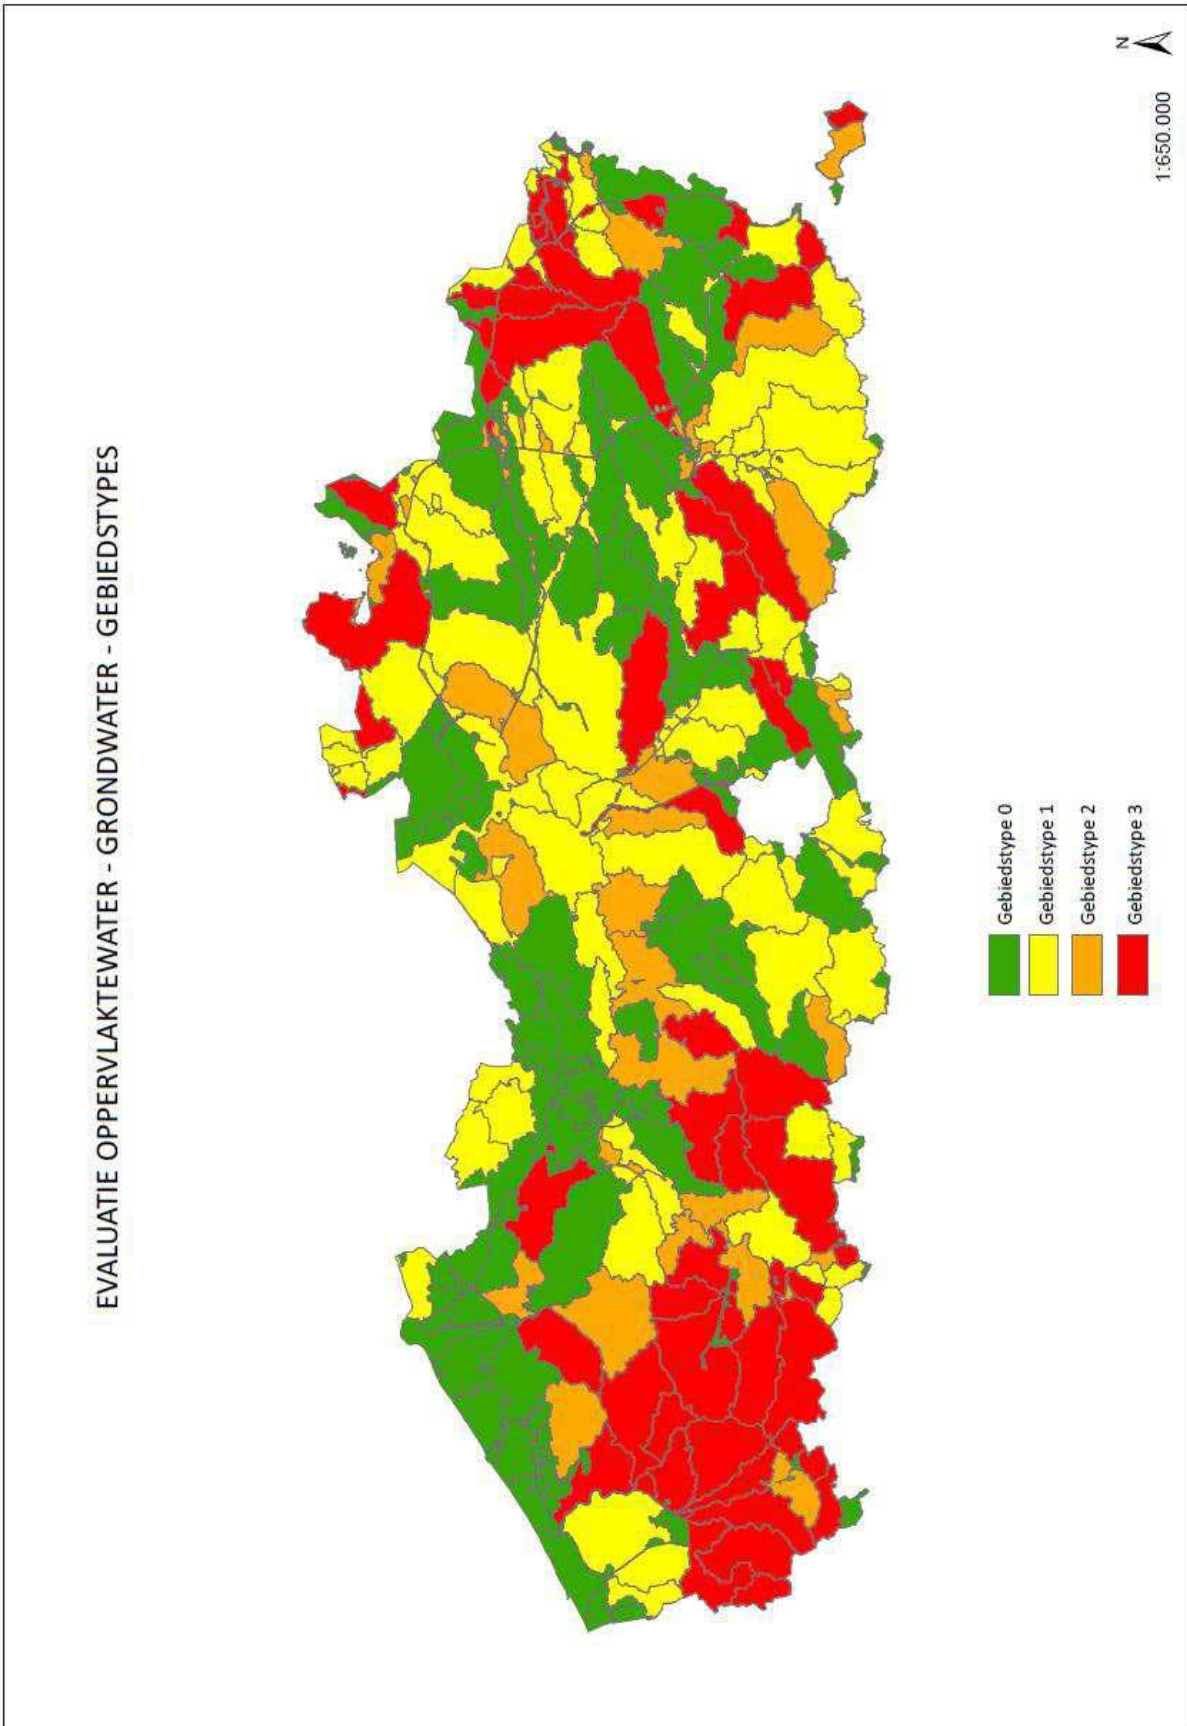 EVALUATIE OPPERVLAKTEWATER - GRONDWATER - GEBIEDSTYPES
N
1:650.000
Gebiedstype 0
Gebiedstype 1
Gebiedstype 2
Gebiedstype 3